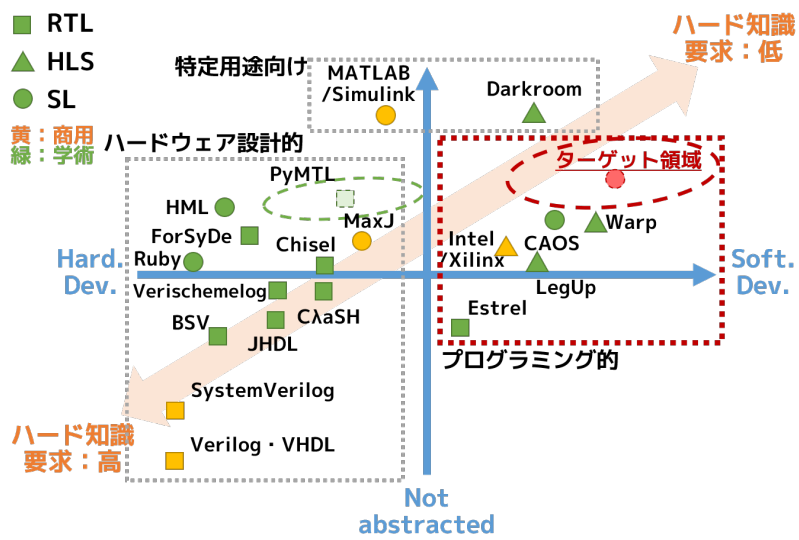 RTL
HLS
SL
黄：商用
緑：学術
ハード知識
要求：低
特定用途向け
MATLAB
/Simulink
Darkroom
ハードウェア設計的
ターゲット領域
PyMTL
HML
MaxJ
ForSyDe
Chisel
Intel
/Xilinx
CAOS
Warp
Ruby
Hard.
Dev.
Soft.
Dev.
Verischemelog
LegUp
CλaSH
Estrel
BSV
JHDL
プログラミング的
SystemVerilog
ハード知識
要求：高
Verilog・VHDL
Not
abstracted